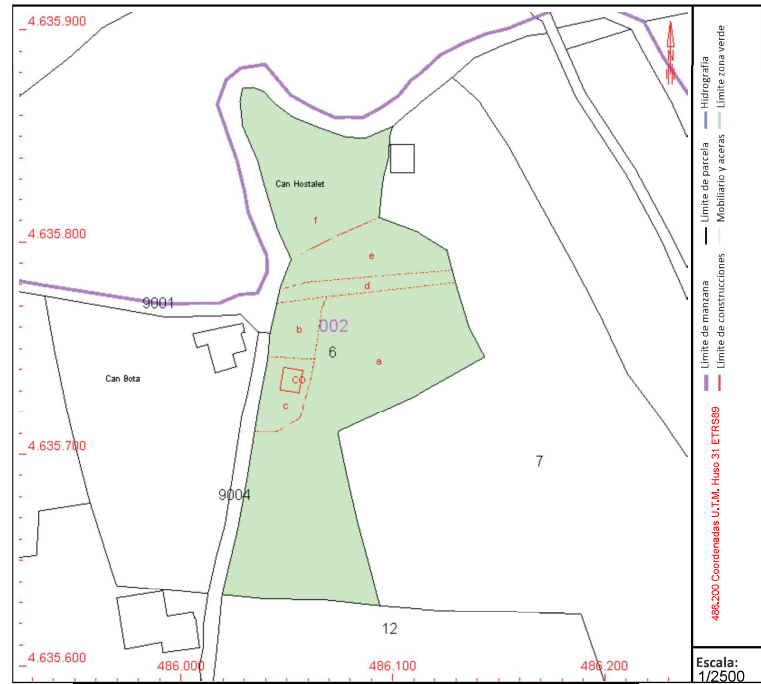 4.635.900
Can Hostalet
f
4.635.800
e
d
9001
002
b
6
a
CO
Can Bota
c
4.635.700
7
9004
12
4.635.600
486.000
486.100
486.200
N
Límite de manzana
Límite de parcela
Hidrografía
Límite de construcciones
Mobiliario y aceras
Límite zona verde
486.200 Coordenadas U.T.M. Huso 31 ETRS89
Escala:
1/2500